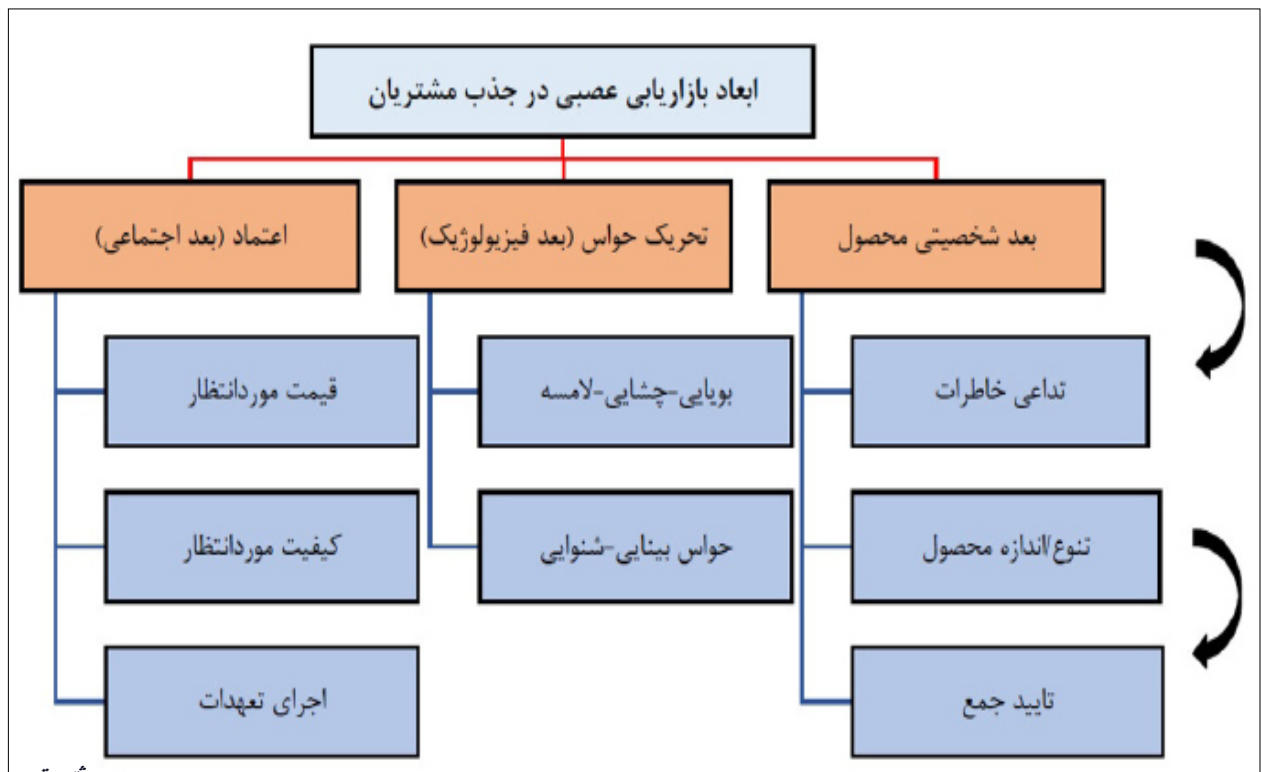 ابعاد بازاریابی عصبی در جذب مشتریان
بعد شخصیتی محصول
تحریک حواس (بعد فیزیولوژیک)
اعتماد (بعد اجتماعی)
تداعی خاطرات
بویایی-چشایی-لامسه
قیمت موردانتظار
تنوع/اندازه محصول
حواس بینایی-شنوایی
کیفیت موردانتظار
تایید جمع
اجرای تعهدات